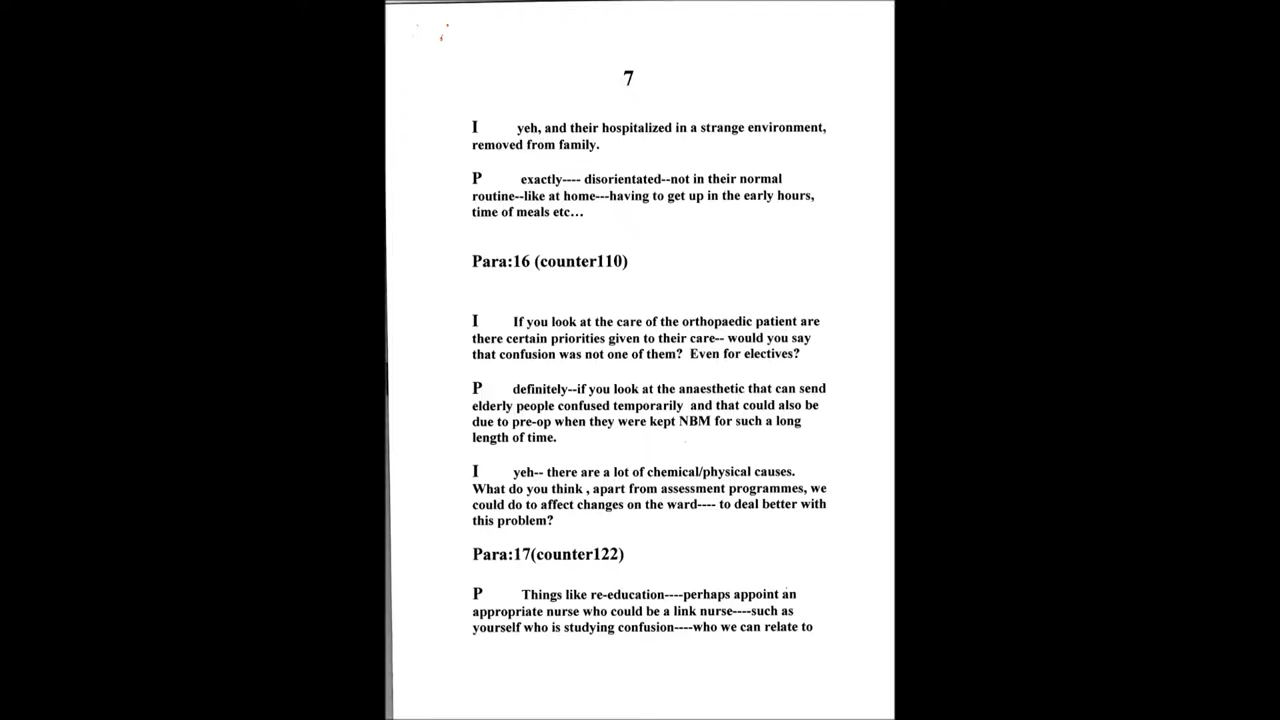 7
I yeh, and their hospitalized in a strange environment,
removed from family.
P exactly---- disorientated--not in their normal
routine--like at home---having to get up in the early hours,
time of meals etc…
Para:16 (counter110)
I If you look at the care of the orthopaedic patient are
there certain priorities given to their care-- would you say
that confusion was not one of them? Even for electives?
P definitely--if you look at the anaesthetic that can send
elderly people confused temporarily and that could also be
due to pre-op when they were kept NBM for such a long
length of time.
I yeh-- there are a lot of chemical/physical causes.
What do you think , apart from assessment programmes, we
could do to affect changes on the ward---- to deal better with
this problem?
Para:17(counter122)
P Things like re-education----perhaps appoint an
appropriate nurse who could be a link nurse----such as
yourself who is studying confusion----who we can relate to